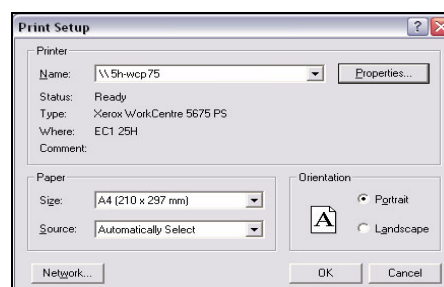 Print Setup
Printer
Name: \\5h-wcp75
Properties...
Status: Ready
Type: Xerox WorkCentre 5675 PS
Where: EC1 25H
Comment:
Paper
Size: A4 (210 x 297 mm)
Source: Automatically Select
Orientation
A
Portrait
Landscape
Network...
OK
Cancel